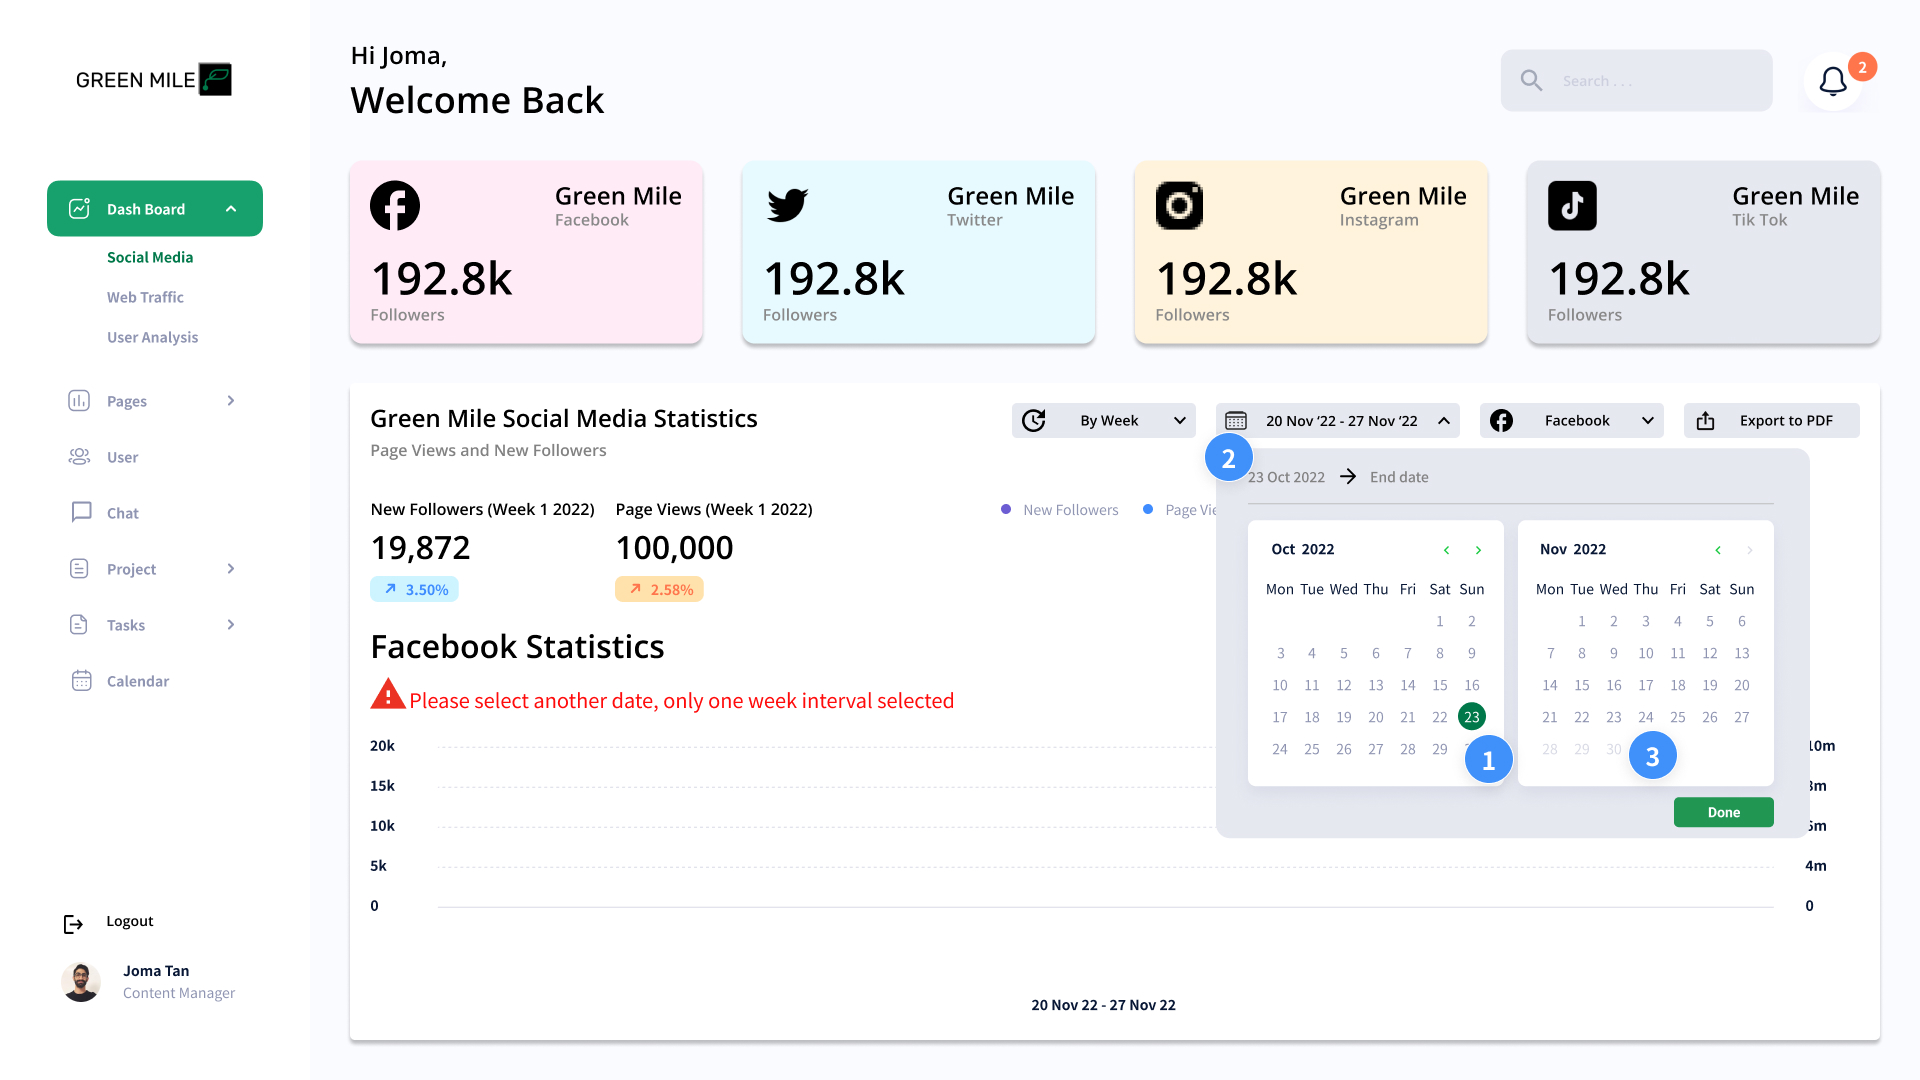 GREEN MILE
Dash Board
Social Media
Web Traffic
User Analysis
Pages
User
Chat
Project
Tasks
Calendar
Logout
Joma Tan
Content Manager
Hi Joma,
Welcome Back
Search . . .
2
Green Mile
Facebook
192.8k
Followers
Green Mile
Twitter
192.8k
Followers
Green Mile
Instagram
192.8k
Followers
Green Mile
Tik Tok
192.8k
Followers
Green Mile Social Media Statistics
Page Views and New Followers
By Week
20 Nov ‘22 - 27 Nov ‘22
Facebook
Export to PDF
New Followers (Week 1 2022)
19,872
3.50%
Page Views (Week 1 2022)
100,000
2.58%
New Followers
Page Vie
Facebook Statistics
Please select another date, only one week interval selected
20k
15k
10k
5k
0
10m
8m
6m
4m
0
20 Nov 22 - 27 Nov 22
2
23 Oct 2022 → End date
Oct 2022 < >
Mon Tue Wed Thu Fri Sat Sun
1 2
3 4 5 6 7 8 9
10 11 12 13 14 15 16
17 18 19 20 21 22 23
24 25 26 27 28 29
1
Nov 2022 < >
Mon Tue Wed Thu Fri Sat Sun
1 2 3 4 5 6
7 8 9 10 11 12 13
14 15 16 17 18 19 20
21 22 23 24 25 26 27
28 29 30
3
Done